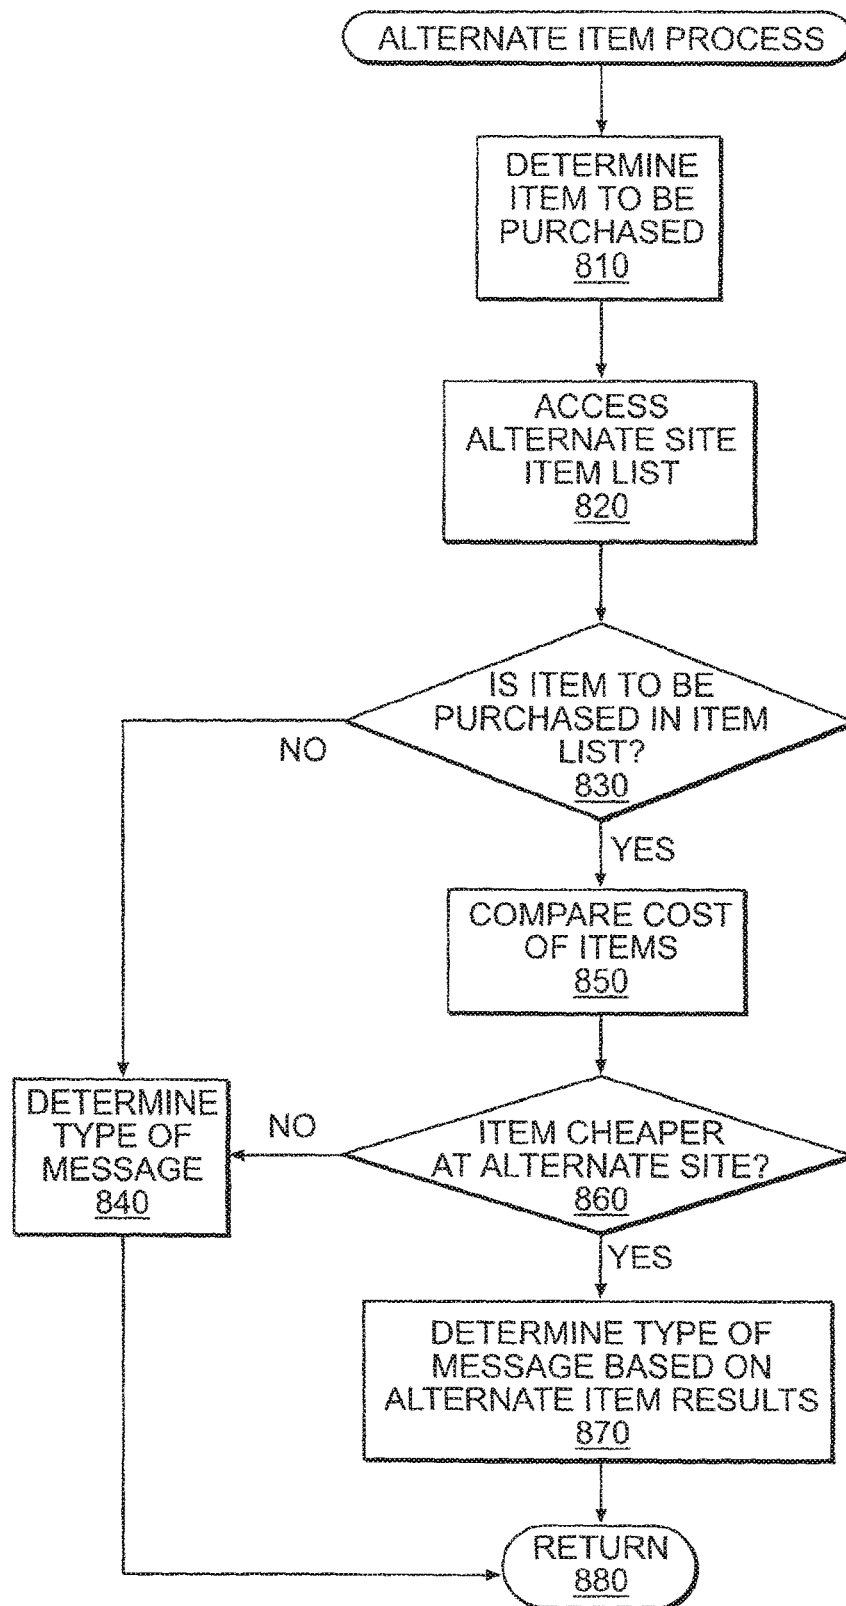 ALTERNATE ITEM PROCESS
DETERMINE
ITEM TO BE
PURCHASED
810
ACCESS
ALTERNATE SITE
ITEM LIST
820
IS ITEM TO BE
PURCHASED IN ITEM
LIST?
830
NO
YES
COMPARE COST
OF ITEMS
850
DETERMINE
TYPE OF
MESSAGE
840
NO
ITEM CHEAPER
AT ALTERNATE SITE?
860
YES
DETERMINE TYPE OF
MESSAGE BASED ON
ALTERNATE ITEM RESULTS
870
RETURN
880